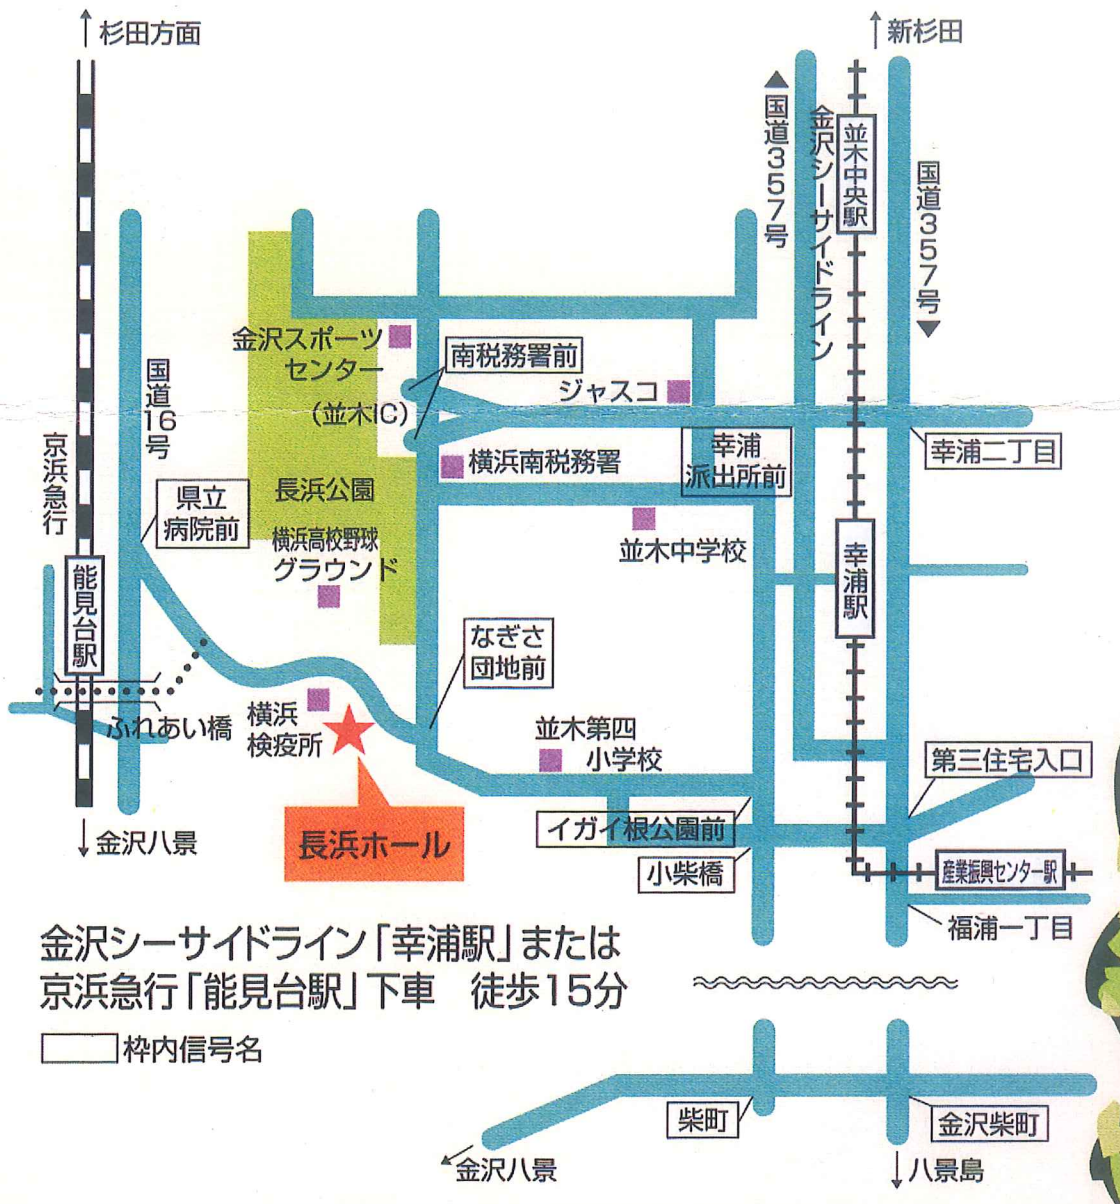 杉田方面
新杉田
国道357号
金沢シーサイドライン
並木中央駅
国道357号
金沢スポーツ
センター
南税務署前
国道16号
ジャスコ
(並木IC)
京浜急行
横浜南税務署
幸浦
派出所前
幸浦二丁目
県立
病院前
長浜公園
横浜高校野球
グラウンド
並木中学校
幸浦駅
能見台駅
なぎさ
団地前
ふれあい橋
横浜
検疫所
並木第四
小学校
第三住宅入口
長浜ホール
イガイ根公園前
金沢八景
小柴橋
産業振興センター駅
福浦一丁目
金沢シーサイドライン「幸浦駅」または
京浜急行「能見台駅」下車 徒歩15分
枠内信号名
柴町
金沢柴町
金沢八景
八景島